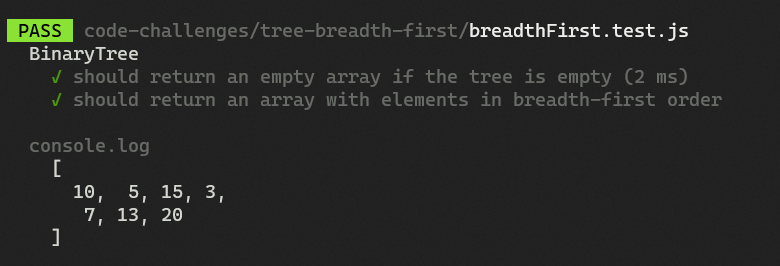 PASS code-challenges/tree-breadth-first/breadthFirst.test.js
BinaryTree
✓ should return an empty array if the tree is empty (2 ms)
✓ should return an array with elements in breadth-first order
console.log
[
10, 5, 15, 3,
7, 13, 20
]